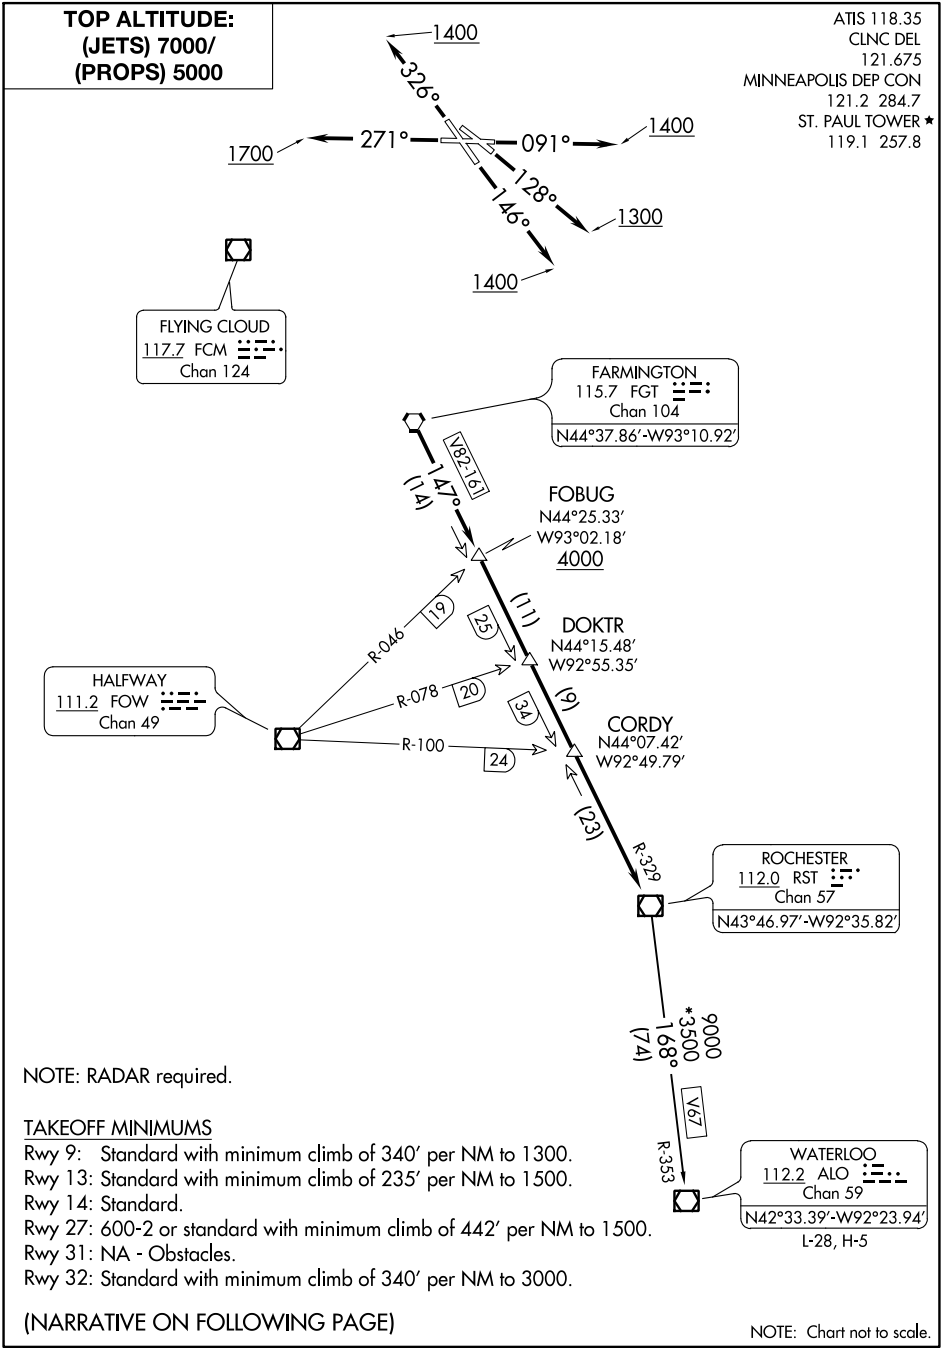 TOP ALTITUDE:
(JETS) 7000/
(PROPS) 5000
ATIS 118.35
CLNC DEL
121.675
MINNEAPOLIS DEP CON
121.2 284.7
ST. PAUL TOWER ★
119.1 257.8
1400
326°
1700
271°
091°
1400
128°
1300
146°
1400
FLYING CLOUD
117.7 FCM
Chan 124
FARMINGTON
115.7 FGT
Chan 104
N44°37.86′-W93°10.92′
V82-161
147°
(14)
FOBUG
N44°25.33′
W93°02.18′
4000
(11)
R-046
19
25
DOKTR
N44°15.48′
W92°55.35′
HALFWAY
111.2 FOW
Chan 49
R-078
20
(9)
34
CORDY
N44°07.42′
W92°49.79′
R-100
24
(23)
R-329
ROCHESTER
112.0 RST
Chan 57
N43°46.97′-W92°35.82′
9000
*3500
168°
(74)
V67
R-353
WATERLOO
112.2 ALO
Chan 59
N42°33.39′-W92°23.94′
L-28, H-5
NOTE: RADAR required.
TAKEOFF MINIMUMS
Rwy 9: Standard with minimum climb of 340′ per NM to 1300.
Rwy 13: Standard with minimum climb of 235′ per NM to 1500.
Rwy 14: Standard.
Rwy 27: 600-2 or standard with minimum climb of 442′ per NM to 1500.
Rwy 31: NA - Obstacles.
Rwy 32: Standard with minimum climb of 340′ per NM to 3000.
(NARRATIVE ON FOLLOWING PAGE)
NOTE: Chart not to scale.